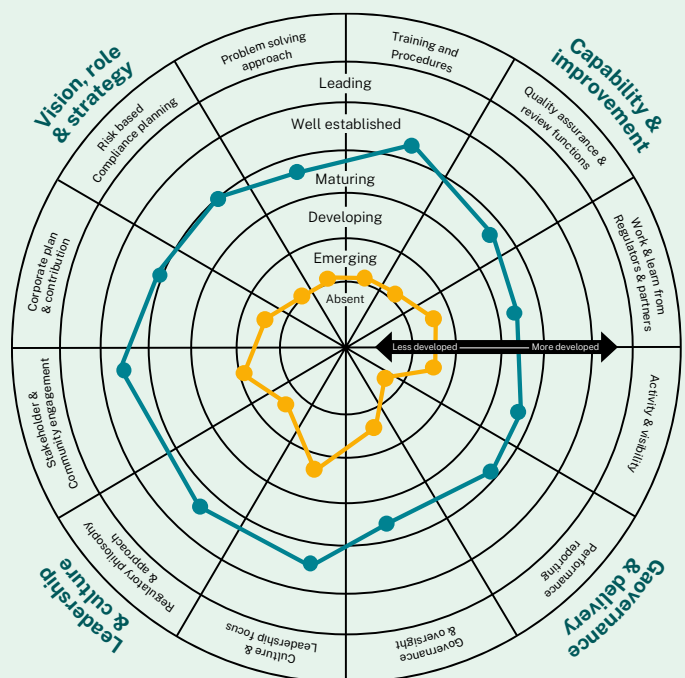 Vision, role
& strategy
Capability &
improvement
Problem solving
approach
Training and
Procedures
Risk based
Compliance planning
Quality assurance &
review functions
Corporate plan
& contribution
Work & learn from
Regulators & partners
Leading
Well established
Maturing
Developing
Emerging
Absent
Less developed
More developed
Stakeholder &
Community engagement
Activity & visibility
Regulatory philosophy
& approach
Performance
reporting
Culture &
Leadership focus
Governance
& oversight
Leadership
& culture
Gaovernance
& delivery